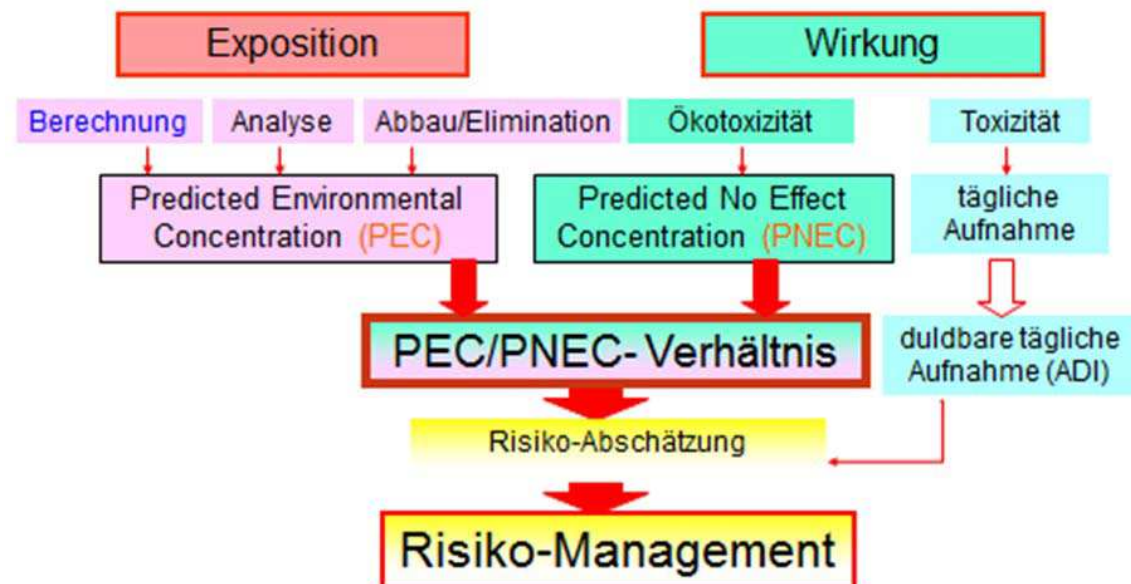 Exposition
Wirkung
Berechnung
Analyse
Abbau/Elimination
Ökotoxizität
Toxizität
Predicted Environmental
Concentration (PEC)
Predicted No Effect
Concentration (PNEC)
tägliche
Aufnahme
PEC/PNEC- Verhältnis
duldbare tägliche
Aufnahme (ADI)
Risiko-Abschätzung
Risiko-Management